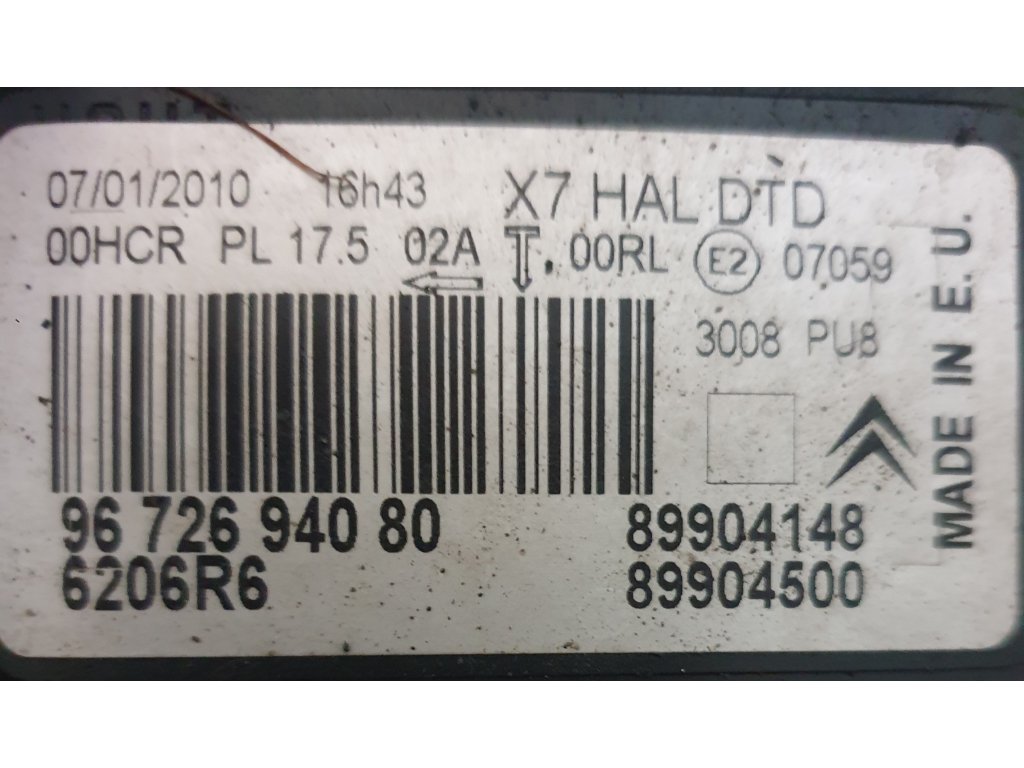 07/01/2010 16h43 X7 HAL DTD
00HCR PL 17.5 02A T. 00RL E2 07059
3008 PU8
96 726 940 80 89904148
6206R6 89904500
MADE IN E.U.